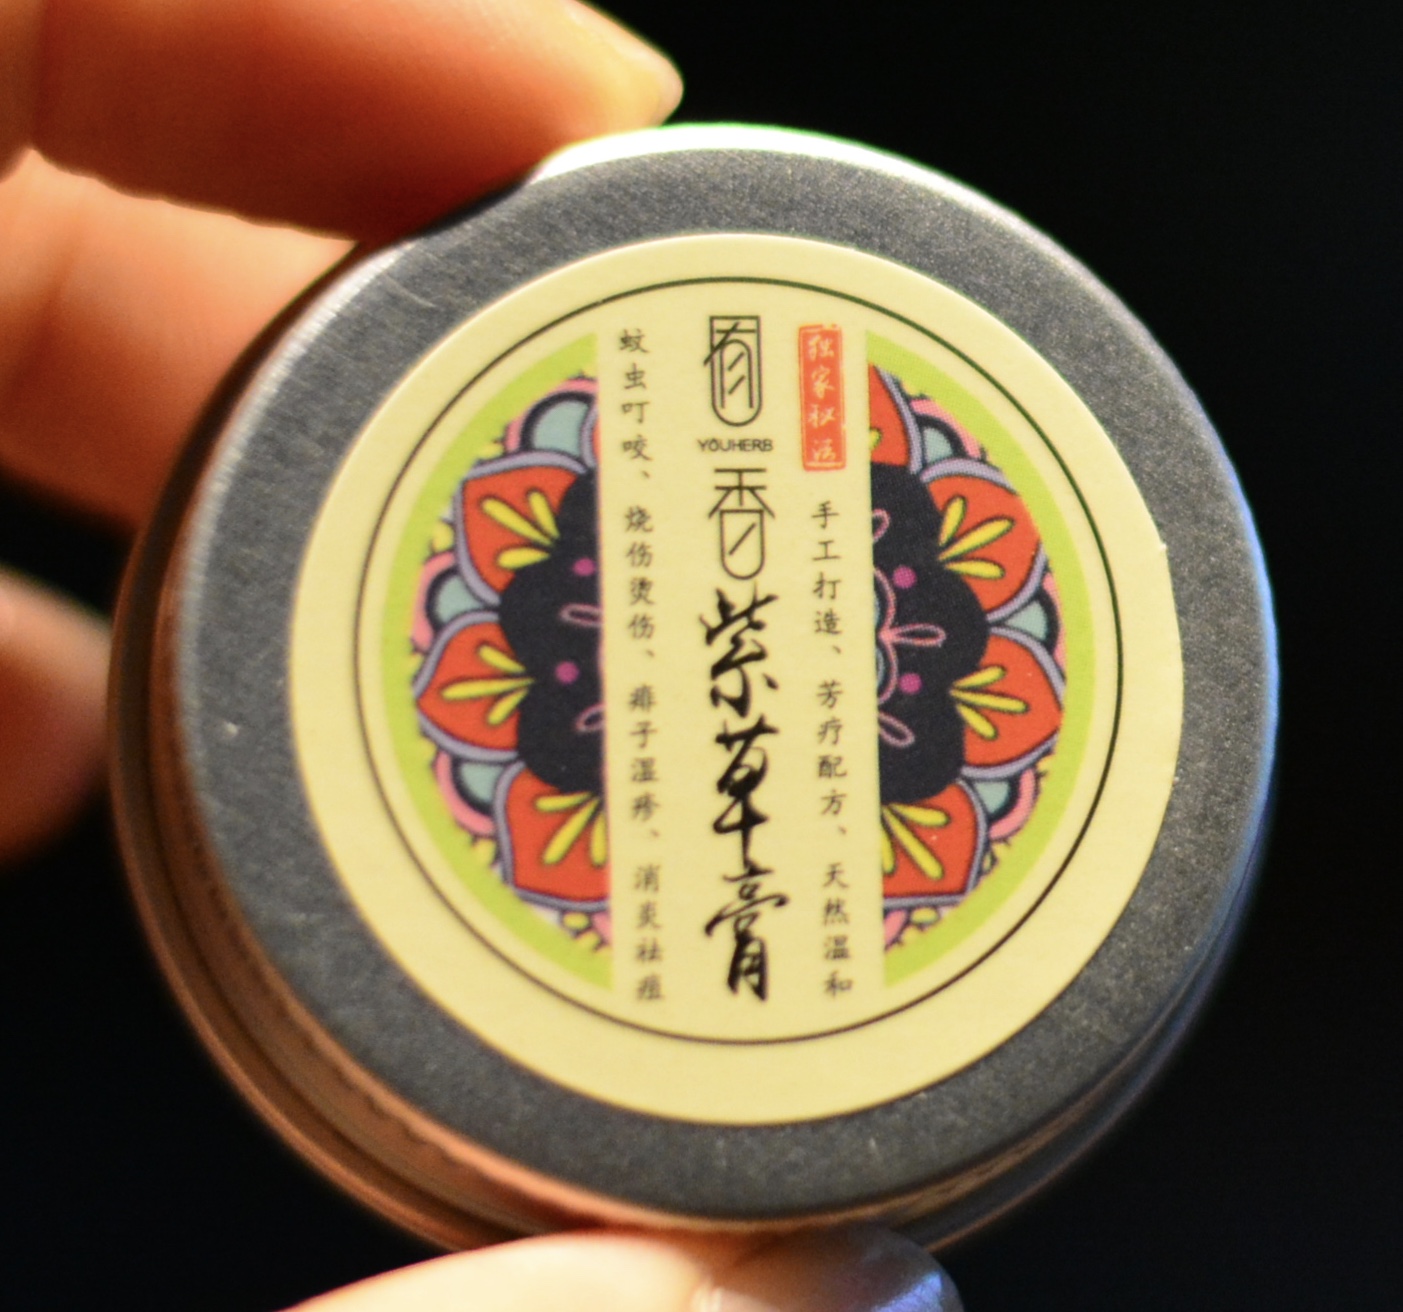 独家秘法
手工打造、芳疗配方、天然温和
有
YOUHERB
香
紫草膏
蚊虫叮咬、烧伤烫伤、痱子湿疹、消炎祛痘